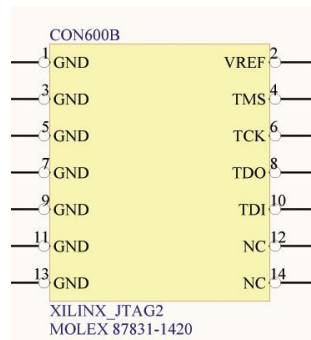 CON600B
1 GND VREF 2
3 GND TMS 4
5 GND TCK 6
7 GND TDO 8
9 GND TDI 10
11 GND NC 12
13 GND NC 14
XILINX_JTAG2
MOLEX 87831-1420